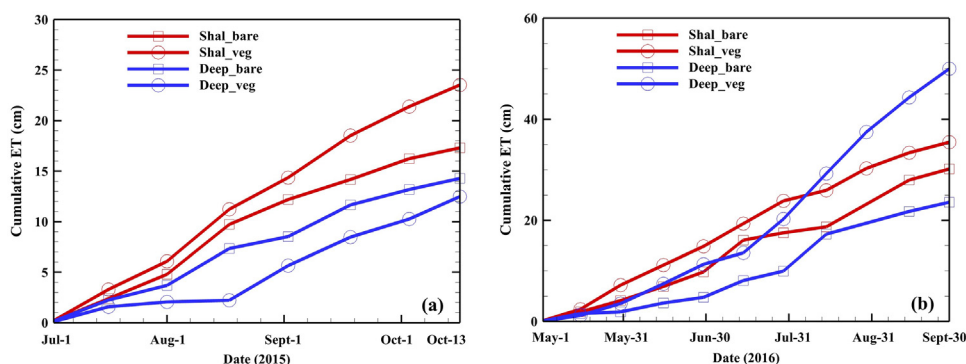 30
25
20
15
10
5
0
Cumulative ET (cm)
Shal_bare
Shal_veg
Deep_bare
Deep_veg
(a)
Jul-1 Aug-1 Sept-1 Oct-1 Oct-13
Date (2015)
60
40
20
0
Cumulative ET (cm)
Shal_bare
Shal_veg
Deep_bare
Deep_veg
(b)
May-1 May-31 Jun-30 Jul-31 Aug-31 Sept-30
Date (2016)